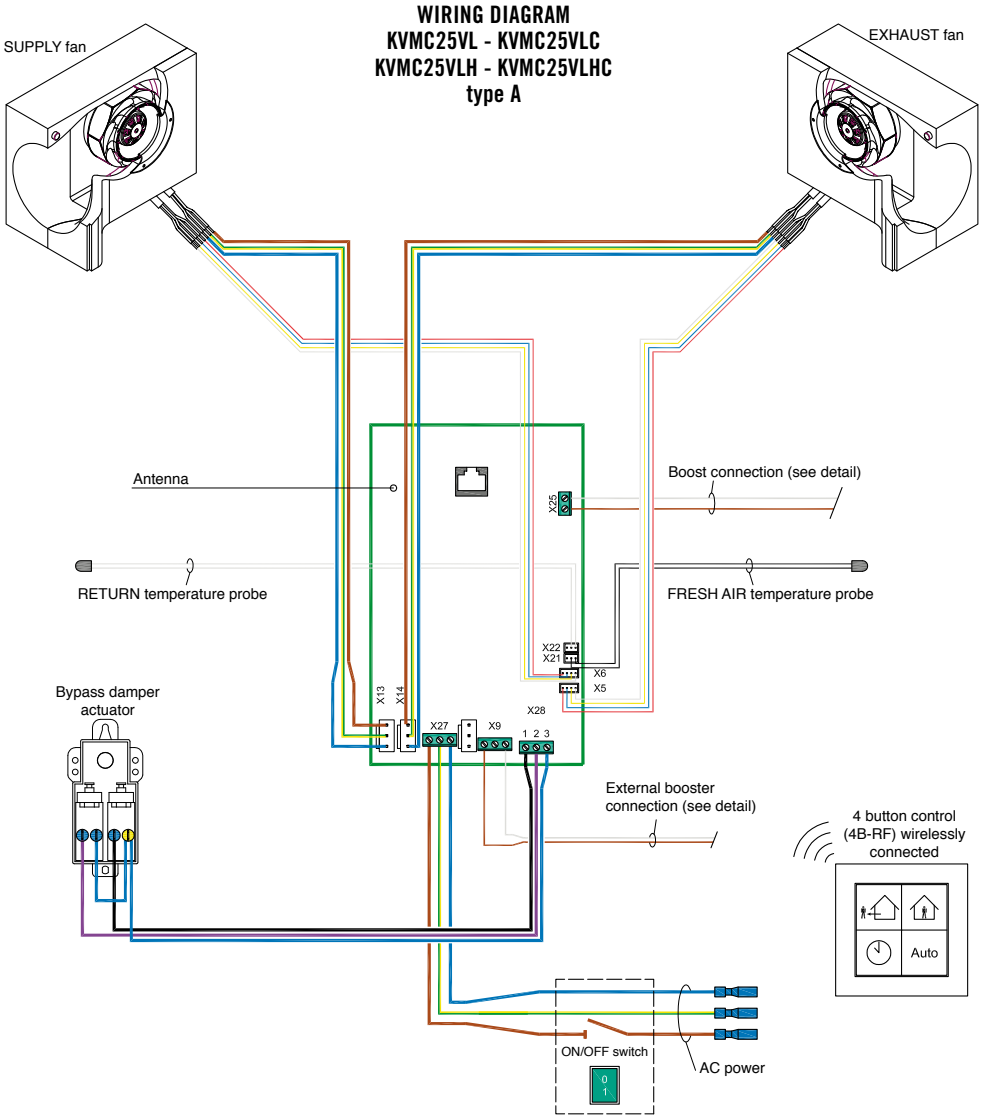 WIRING DIAGRAM
KVMC25VL - KVMC25VLC
KVMC25VLH - KVMC25VLHC
type A
SUPPLY fan
EXHAUST fan
Antenna
Boost connection (see detail)
X25
RETURN temperature probe
FRESH AIR temperature probe
X22
X21
X6
X5
Bypass damper
actuator
X13
X14
X27
X9
X28
1 2 3
External booster
connection (see detail)
4 button control
(4B-RF) wirelessly
connected
Auto
ON/OFF switch
0
1
AC power